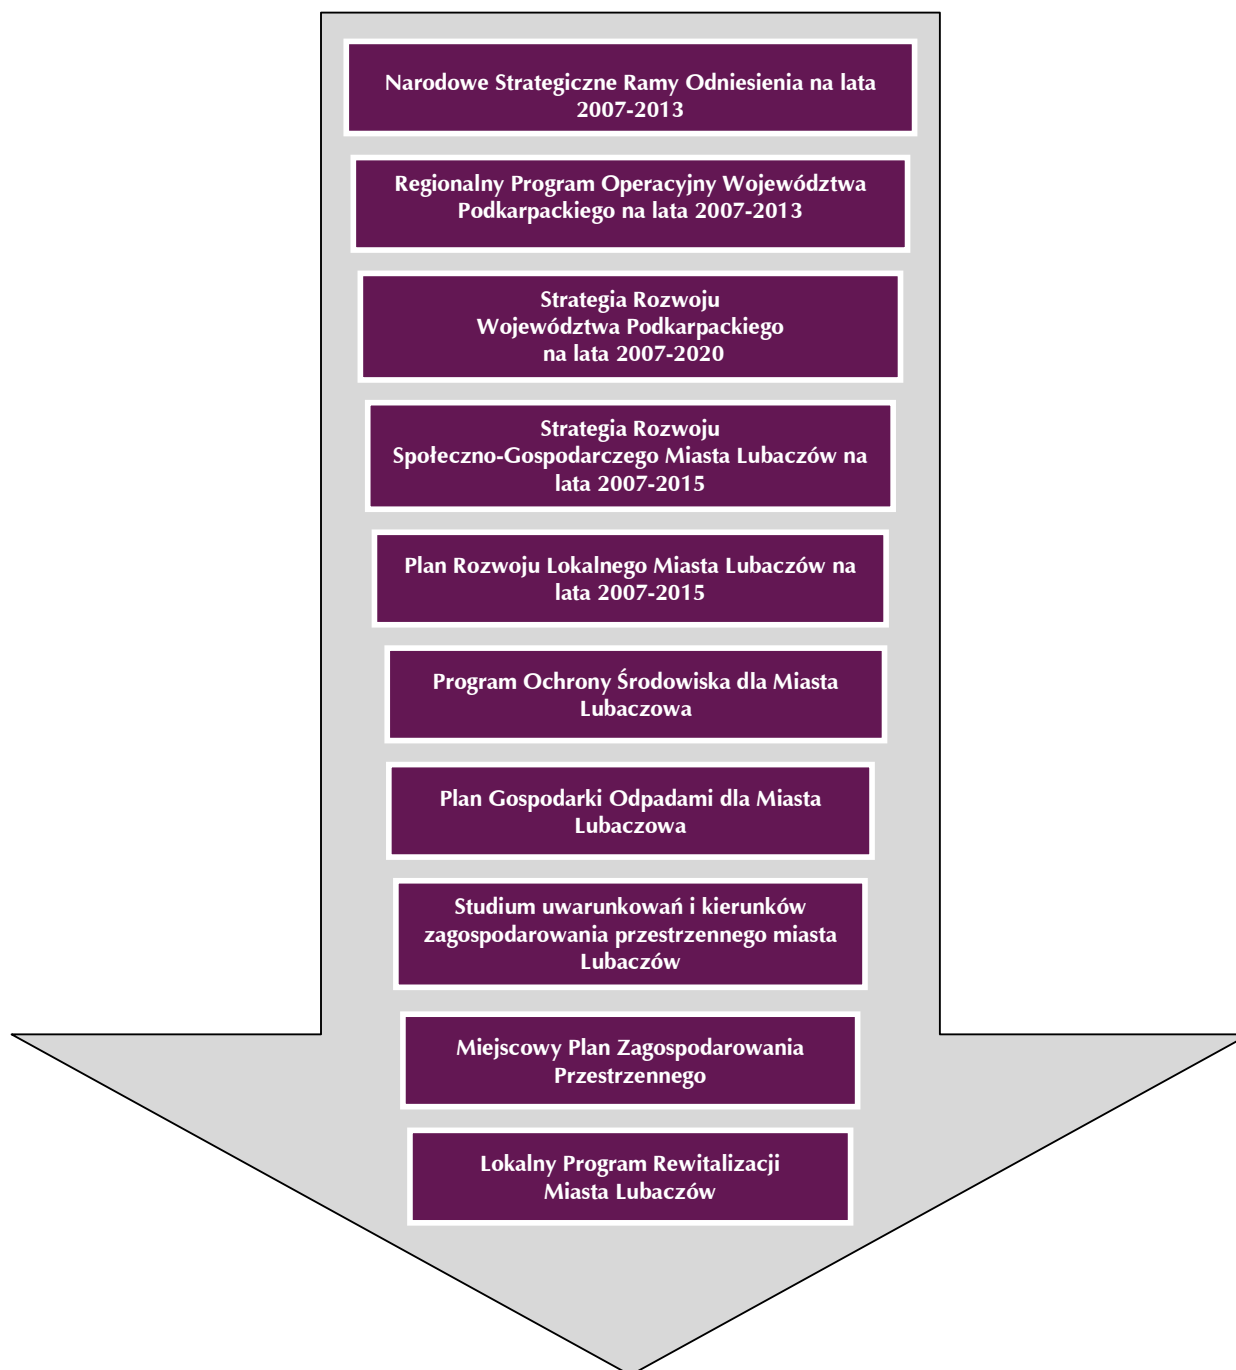 Narodowe Strategiczne Ramy Odniesienia na lata
2007-2013
Regionalny Program Operacyjny Województwa
Podkarpackiego na lata 2007-2013
Strategia Rozwoju
Województwa Podkarpackiego
na lata 2007-2020
Strategia Rozwoju
Społeczno-Gospodarczego Miasta Lubaczów na
lata 2007-2015
Plan Rozwoju Lokalnego Miasta Lubaczów na
lata 2007-2015
Program Ochrony Środowiska dla Miasta
Lubaczowa
Plan Gospodarki Odpadami dla Miasta
Lubaczowa
Studium uwarunkowań i kierunków
zagospodarowania przestrzennego miasta
Lubaczów
Miejscowy Plan Zagospodarowania
Przestrzennego
Lokalny Program Rewitalizacji
Miasta Lubaczów